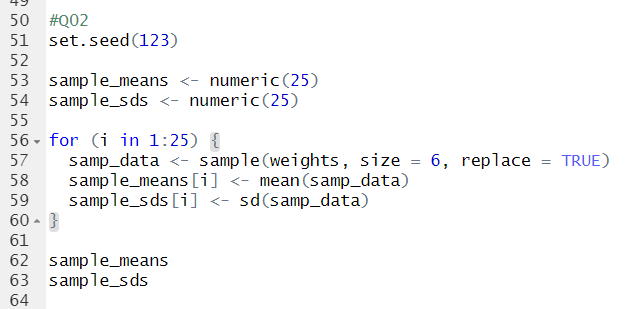 50 #Q02
51 set.seed(123)
52
53 sample_means <- numeric(25)
54 sample_sds <- numeric(25)
55
56 for (i in 1:25) {
57   samp_data <- sample(weights, size = 6, replace = TRUE)
58   sample_means[i] <- mean(samp_data)
59   sample_sds[i] <- sd(samp_data)
60 }
61
62 sample_means
63 sample_sds
64